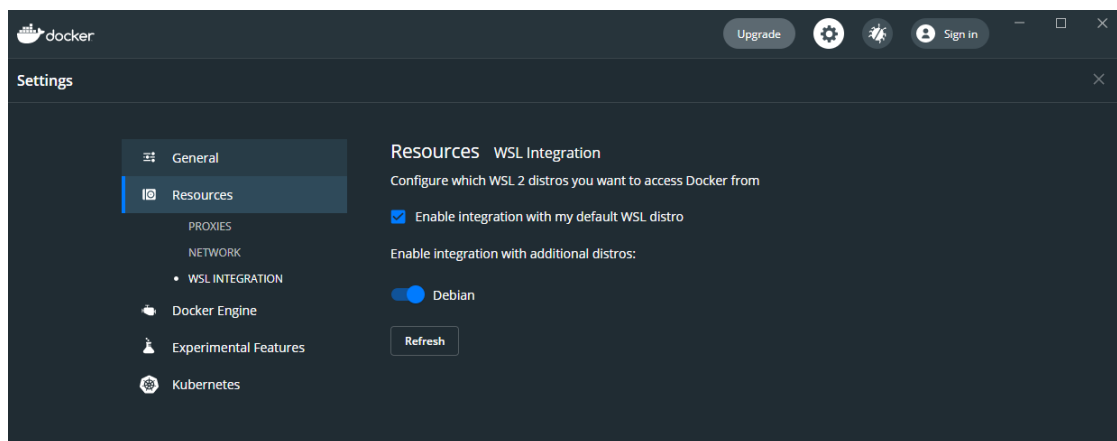 docker
Upgrade
Sign in
Settings
General
Resources
PROXIES
NETWORK
WSL INTEGRATION
Docker Engine
Experimental Features
Kubernetes
Resources WSL Integration
Configure which WSL 2 distros you want to access Docker from
Enable integration with my default WSL distro
Enable integration with additional distros:
Debian
Refresh